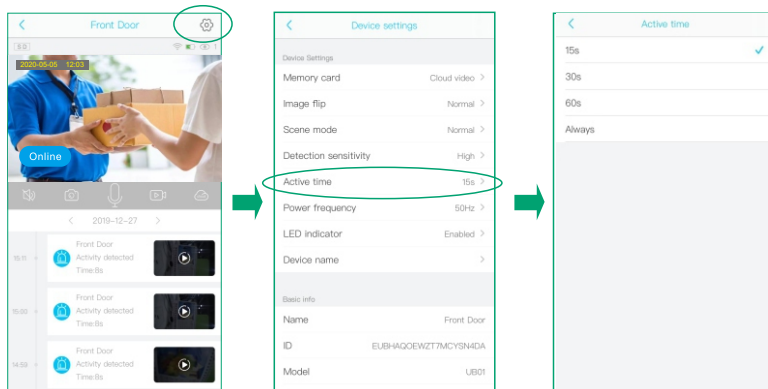 Front Door
5.0
1
2020-05-05 12:03
Online
2019-12-27
15:11
Front Door
Activity detected
Time:8s
15:00
Front Door
Activity detected
Time:8s
14:58
Front Door
Activity detected
Time:8s
Device settings
Device Settings
Memory card Cloud video
Image flip Normal
Scene mode Normal
Detection sensitivity High
Active time 15s
Power frequency 50Hz
LED indicator Enabled
Device name
Basic info
Name Front Door
ID EUBHAQOEWZT7MCYSN4DA
Model UB01
Active time
15s
30s
60s
Always